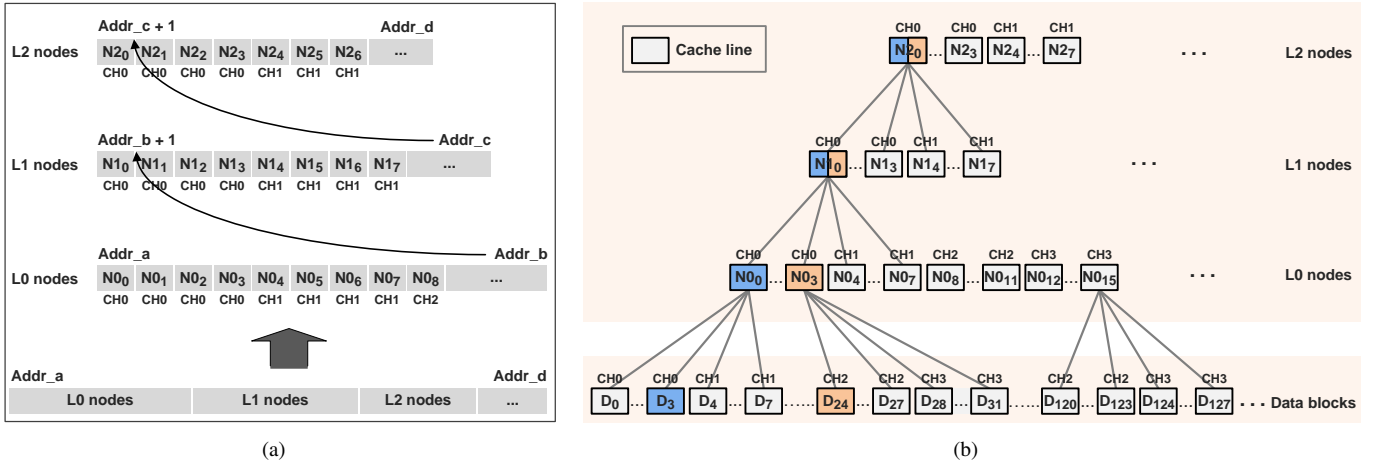 Addr_c + 1
Addr_d
L2 nodes
N2₀ N2₁ N2₂ N2₃ N2₄ N2₅ N2₆ ...
CH0 CH0 CH0 CH0 CH1 CH1 CH1
Addr_b + 1
Addr_c
L1 nodes
N1₀ N1₁ N1₂ N1₃ N1₄ N1₅ N1₆ N1₇ ...
CH0 CH0 CH0 CH0 CH1 CH1 CH1 CH1
Addr_a
Addr_b
L0 nodes
N0₀ N0₁ N0₂ N0₃ N0₄ N0₅ N0₆ N0₇ N0₈ ...
CH0 CH0 CH0 CH0 CH1 CH1 CH1 CH1 CH2
Addr_a
Addr_d
L0 nodes L1 nodes L2 nodes ...
(a)
Cache line
CH0 CH0 CH1 CH1
N2₀ ... N2₃ N2₄ ... N2₇ ... L2 nodes
CH0 CH0 CH1 CH1
N1₀ ... N1₃ N1₄ ... N1₇ ... L1 nodes
CH0 CH0 CH1 CH1 CH2 CH2 CH3 CH3
N0₀ ... N0₃ N0₄ ... N0₇ N0₈ ... N0₁₁ N0₁₂ ... N0₁₅ ... L0 nodes
CH0 CH0 CH1 CH1 CH2 CH2 CH3 CH3 CH2 CH2 CH3 CH3
D₀ ... D₃ D₄ ... D₇ ...... D₂₄ ... D₂₇ D₂₈ ... D₃₁ ...... D₁₂₀ ... D₁₂₃ D₁₂₄ ... D₁₂₇ ... Data blocks
(b)